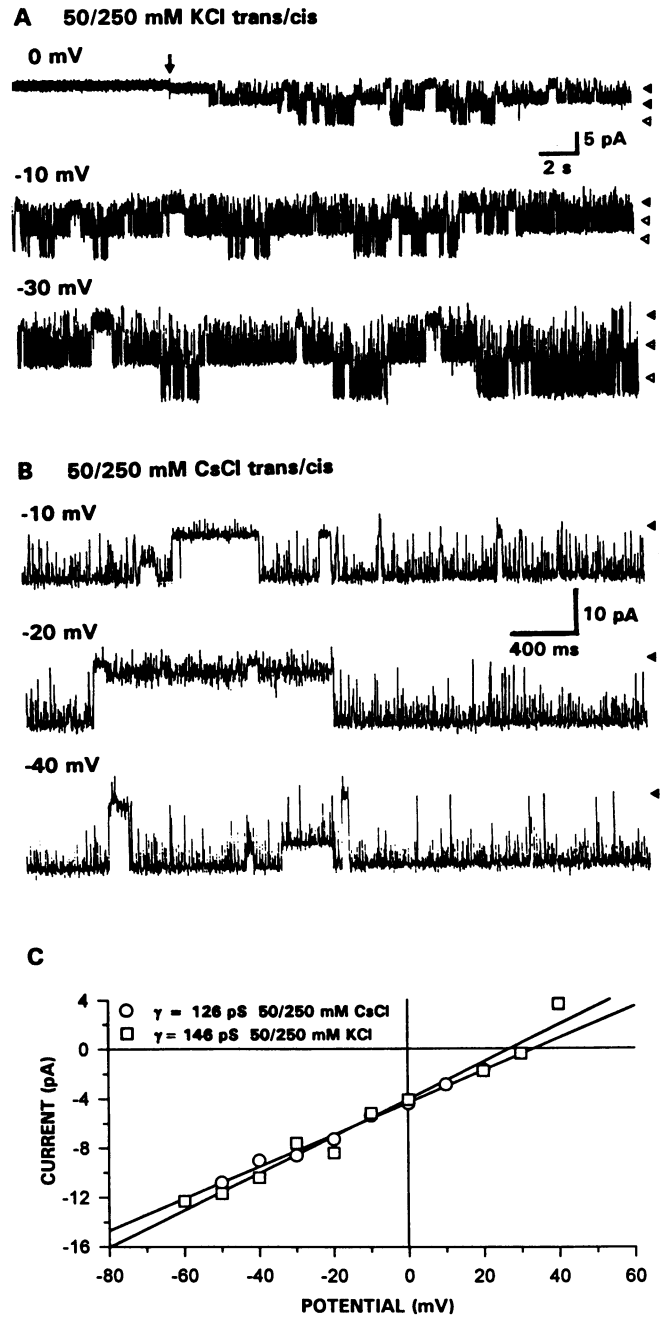 A 50/250 mM KCl trans/cis
0 mV
5 pA
2 s
-10 mV
-30 mV
B 50/250 mM CsCl trans/cis
-10 mV
10 pA
400 ms
-20 mV
-40 mV
C
γ = 126 pS 50/250 mM CsCl
γ= 146 pS 50/250 mM KCl
4
0
-4
-8
-12
-16
CURRENT (pA)
-80 -60 -40 -20 0 20 40 60
POTENTIAL (mV)